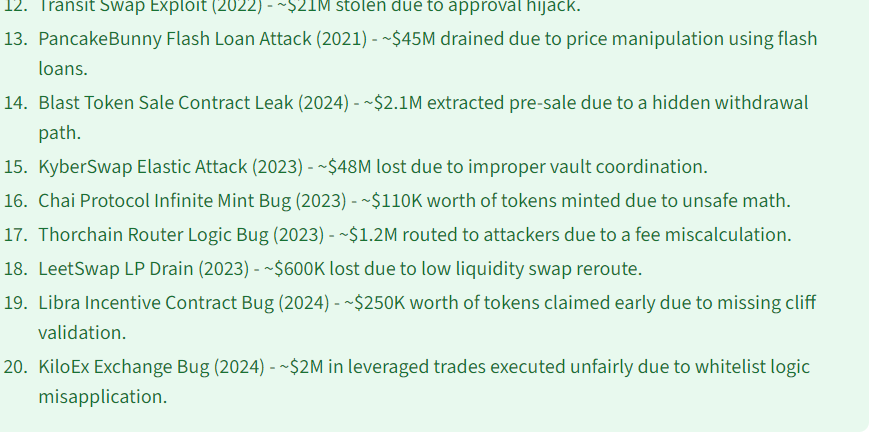 12. Transit Swap Exploit (2022) - ~$21M stolen due to approval hijack.
13. PancakeBunny Flash Loan Attack (2021) - ~$45M drained due to price manipulation using flash
loans.
14. Blast Token Sale Contract Leak (2024) - ~$2.1M extracted pre-sale due to a hidden withdrawal
path.
15. KyberSwap Elastic Attack (2023) - ~$48M lost due to improper vault coordination.
16. Chai Protocol Infinite Mint Bug (2023) - ~$110K worth of tokens minted due to unsafe math.
17. Thorchain Router Logic Bug (2023) - ~$1.2M routed to attackers due to a fee miscalculation.
18. LeetSwap LP Drain (2023) - ~$600K lost due to low liquidity swap reroute.
19. Libra Incentive Contract Bug (2024) - ~$250K worth of tokens claimed early due to missing cliff
validation.
20. KiloEx Exchange Bug (2024) - ~$2M in leveraged trades executed unfairly due to whitelist logic
misapplication.